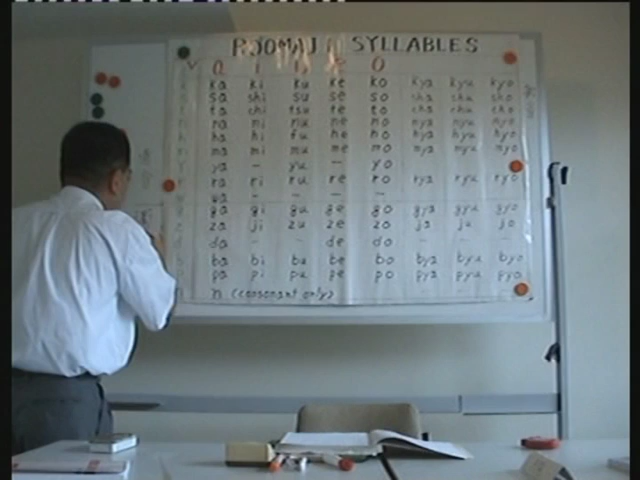 ROOMAJI SYLLABLES
a i u e o
ka ki ku ke ko kya kyu kyo
sa shi su se so sha shu sho
ta chi tsu te to cha chu cho
na ni nu ne no nya nyu nyo
ha hi fu he ho hya hyu hyo
ma mi mu me mo mya myu myo
ya - yu - yo
ra ri ru re ro rya ryu ryo
wa - - - -
ga gi gu ge go gya gyu gyo
za ji zu ze zo ja ju jo
da - - de do - - -
ba bi bu be bo bya byu byo
pa pi pu pe po pya pyu pyo
n (consonant only)